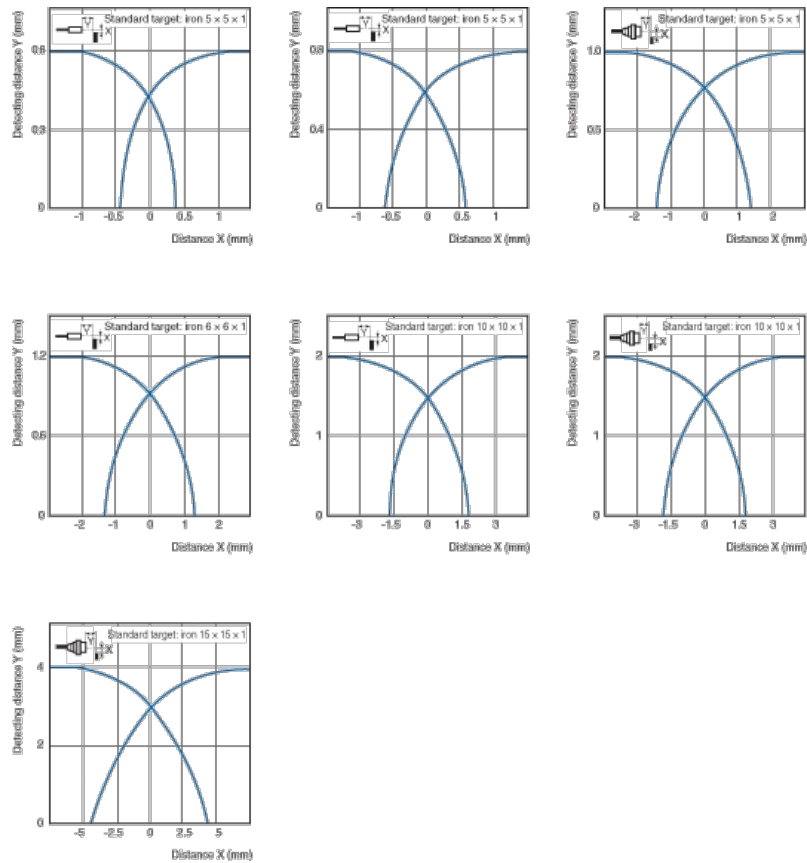 Standard target: iron 5 × 5 × 1
Y
X
Detecting distance Y (mm)
0.6
0.3
0
-1 -0.5 0 0.5 1
Distance X (mm)
Standard target: iron 5 × 5 × 1
Y
X
Detecting distance Y (mm)
0.8
0.4
0
-1 -0.5 0 0.5 1
Distance X (mm)
Standard target: iron 5 × 5 × 1
Y
X
Detecting distance Y (mm)
1.0
0.5
0
-2 -1 0 1 2
Distance X (mm)
Standard target: iron 6 × 6 × 1
Y
X
Detecting distance Y (mm)
1.2
0.6
0
-2 -1 0 1 2
Distance X (mm)
Standard target: iron 10 × 10 × 1
Y
X
Detecting distance Y (mm)
2
1
0
-3 -1.5 0 1.5 3
Distance X (mm)
Standard target: iron 10 × 10 × 1
Y
X
Detecting distance Y (mm)
2
1
0
-3 -1.5 0 1.5 3
Distance X (mm)
Standard target: iron 15 × 15 × 1
Y
X
Detecting distance Y (mm)
4
2
0
-5 -2.5 0 2.5 5
Distance X (mm)